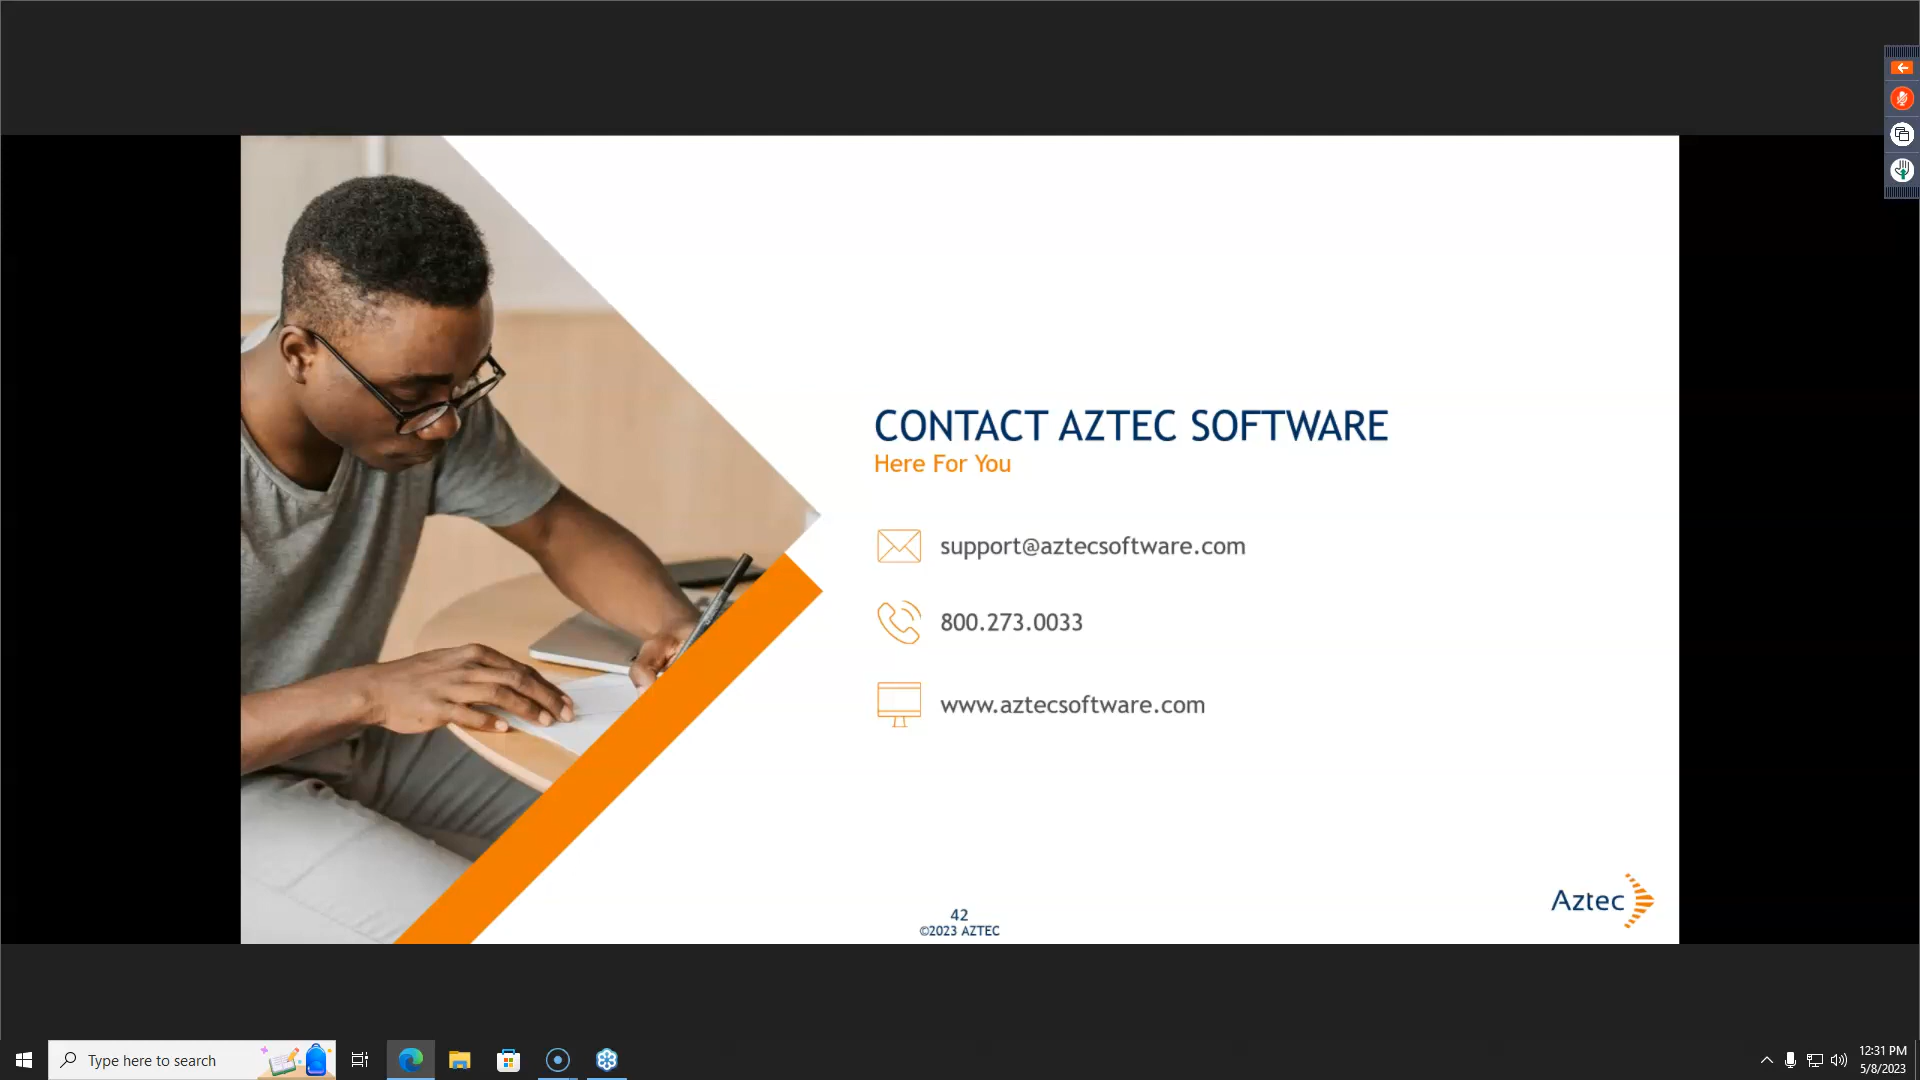 CONTACT AZTEC SOFTWARE
Here For You
support@aztecsoftware.com
800.273.0033
www.aztecsoftware.com
Aztec
42
©2023 AZTEC
Type here to search
12:31 PM
5/8/2023